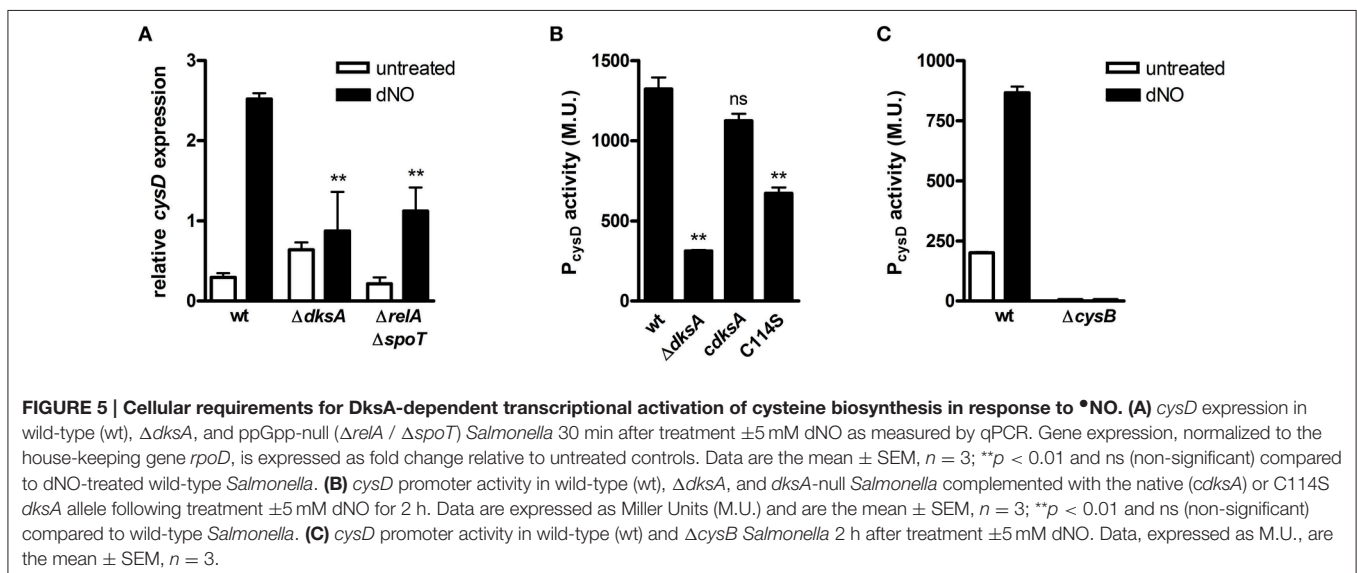 A
B
C
untreated
dNO
untreated
dNO
relative cysD expression
3
2
1
0
**
**
wt
ΔdksA
ΔrelA
ΔspoT
P_cysD activity (M.U.)
1500
1000
500
0
**
ns
**
wt
ΔdksA
cdksA
C114S
P_cysD activity (M.U.)
1000
750
500
250
0
wt
ΔcysB
FIGURE 5 | Cellular requirements for DksA-dependent transcriptional activation of cysteine biosynthesis in response to •NO. (A) cysD expression in
wild-type (wt), ΔdksA, and ppGpp-null (ΔrelA / ΔspoT) Salmonella 30 min after treatment ±5 mM dNO as measured by qPCR. Gene expression, normalized to the
house-keeping gene rpoD, is expressed as fold change relative to untreated controls. Data are the mean ± SEM, n = 3; **p < 0.01 and ns (non-significant) compared
to dNO-treated wild-type Salmonella. (B) cysD promoter activity in wild-type (wt), ΔdksA, and dksA-null Salmonella complemented with the native (cdksA) or C114S
dksA allele following treatment ±5 mM dNO for 2 h. Data are expressed as Miller Units (M.U.) and are the mean ± SEM, n = 3; **p < 0.01 and ns (non-significant)
compared to wild-type Salmonella. (C) cysD promoter activity in wild-type (wt) and ΔcysB Salmonella 2 h after treatment ±5 mM dNO. Data, expressed as M.U., are
the mean ± SEM, n = 3.